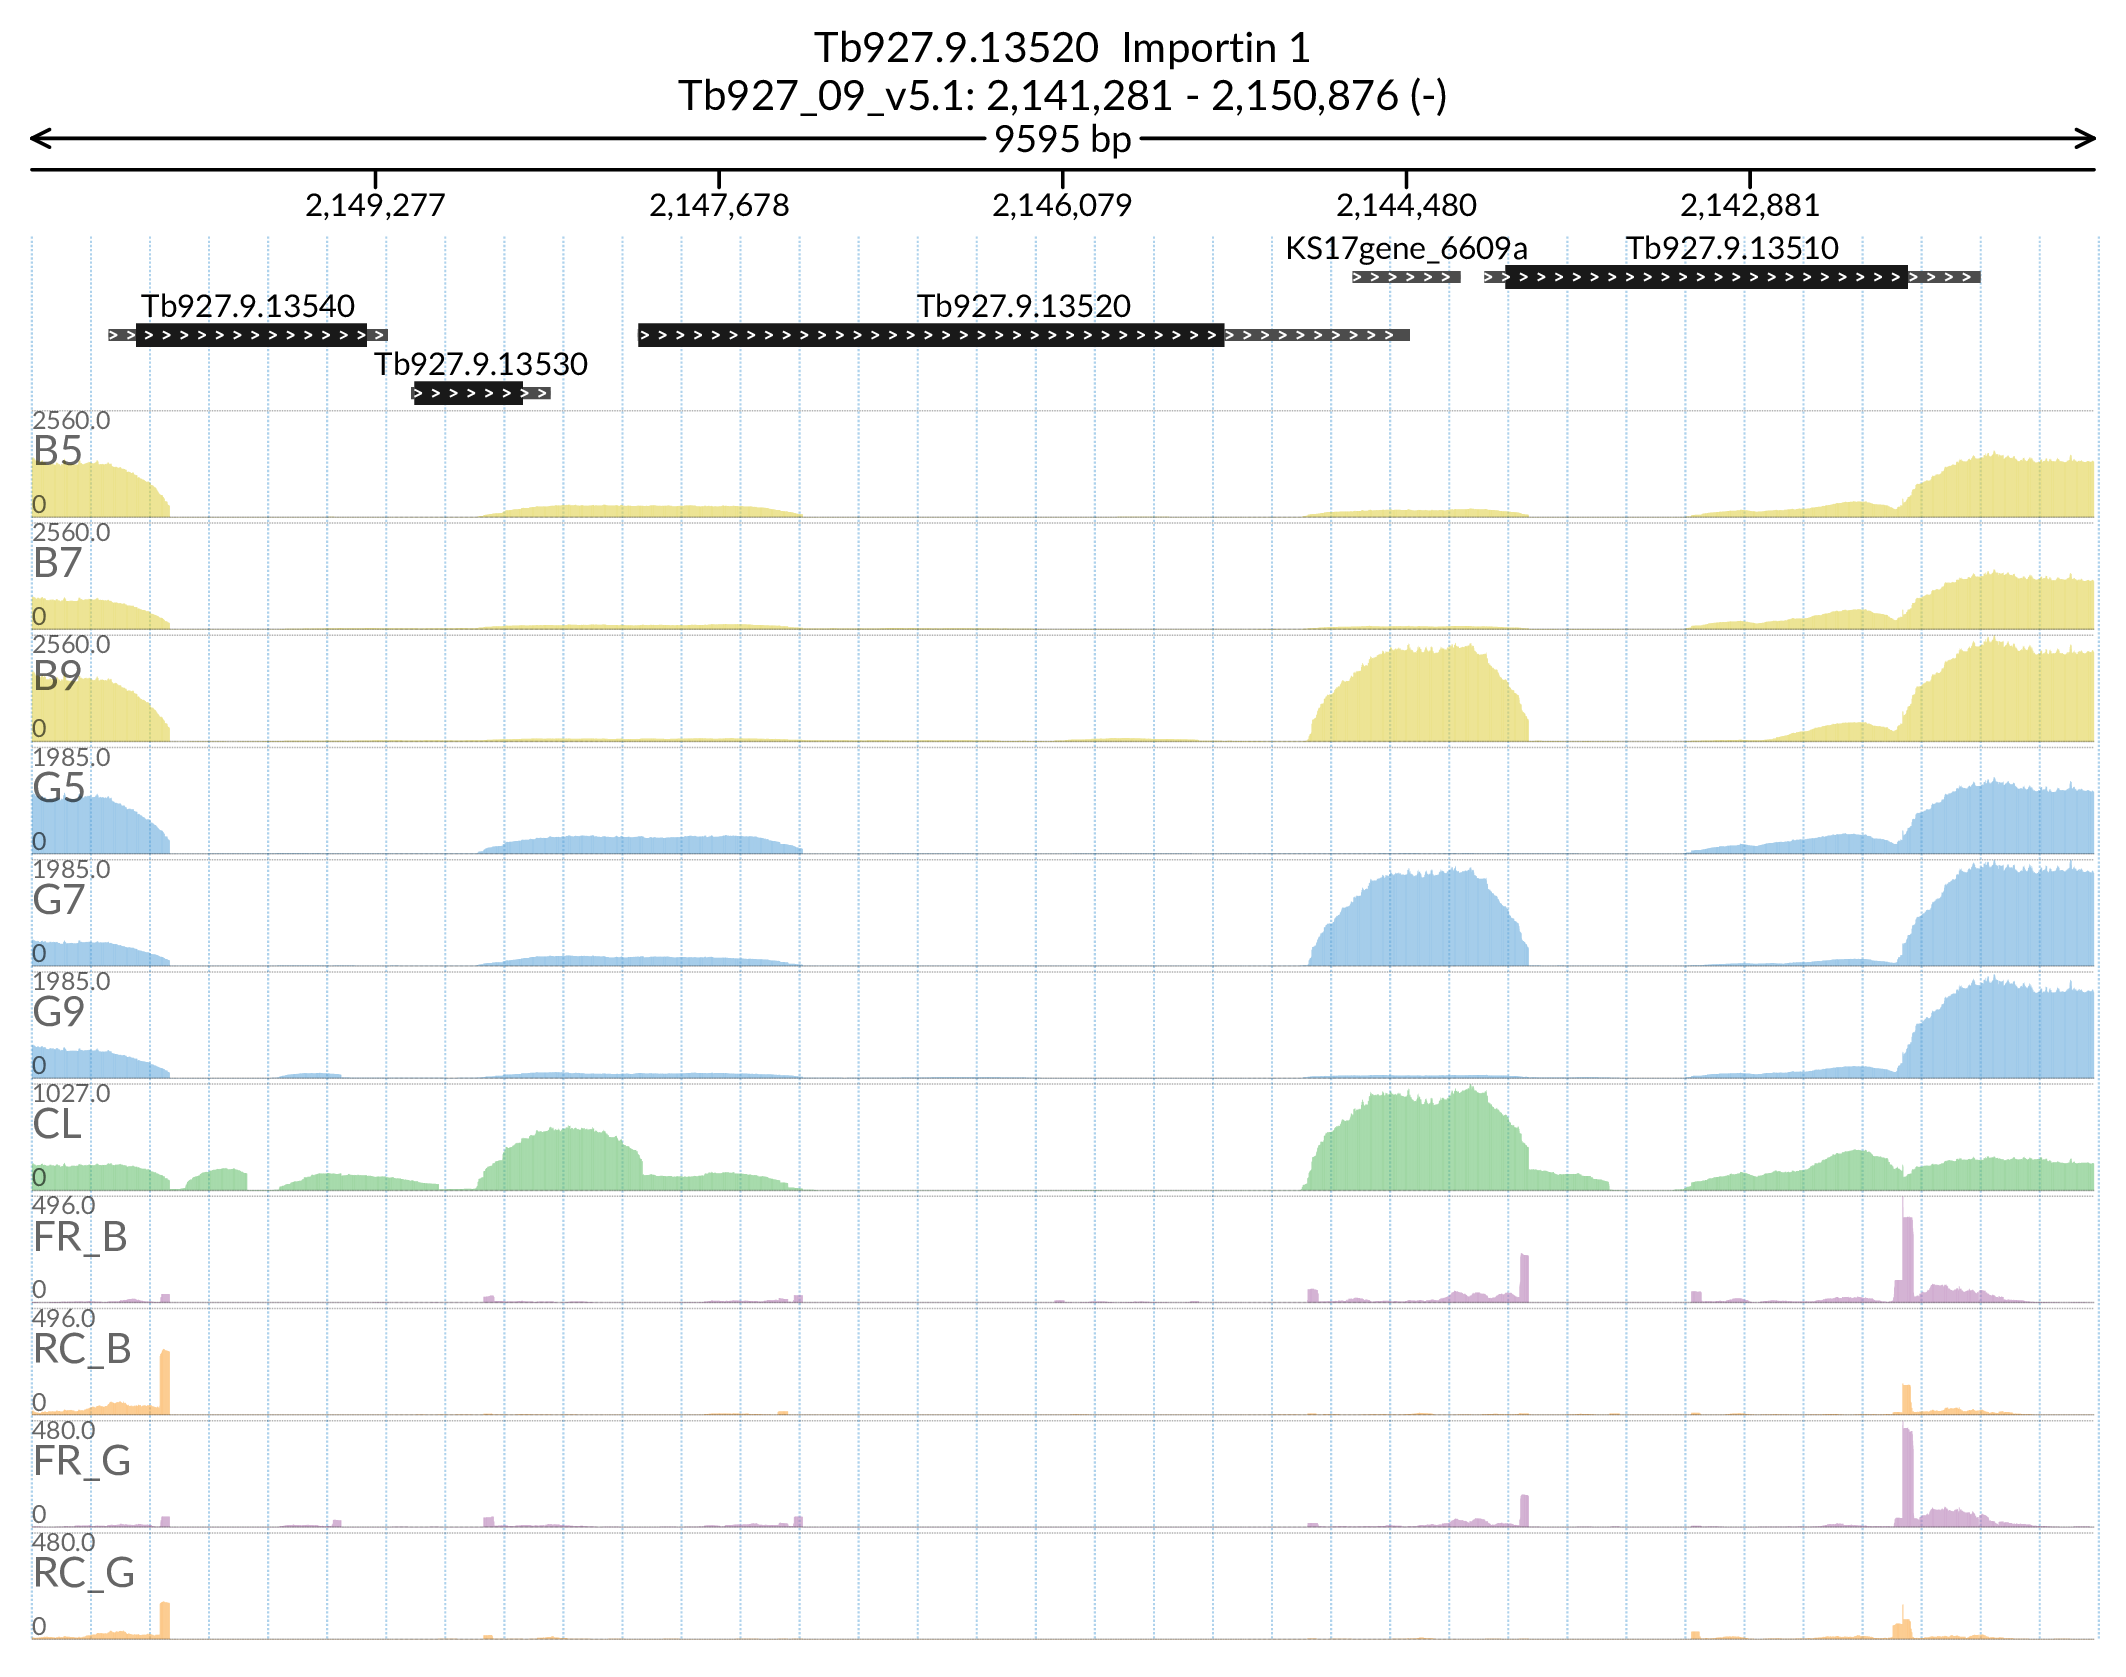 Tb927.9.13520  Importin 1
Tb927_09_v5.1: 2,141,281 - 2,150,876 (-)
9595 bp
2,149,277 2,147,678 2,146,079 2,144,480 2,142,881
KS17gene_6609a Tb927.9.13510
Tb927.9.13540 Tb927.9.13520
Tb927.9.13530
2560.0
B5
0
2560.0
B7
0
2560.0
B9
0
1985.0
G5
0
1985.0
G7
0
1985.0
G9
0
1027.0
CL
0
496.0
FR_B
0
496.0
RC_B
0
480.0
FR_G
0
480.0
RC_G
0